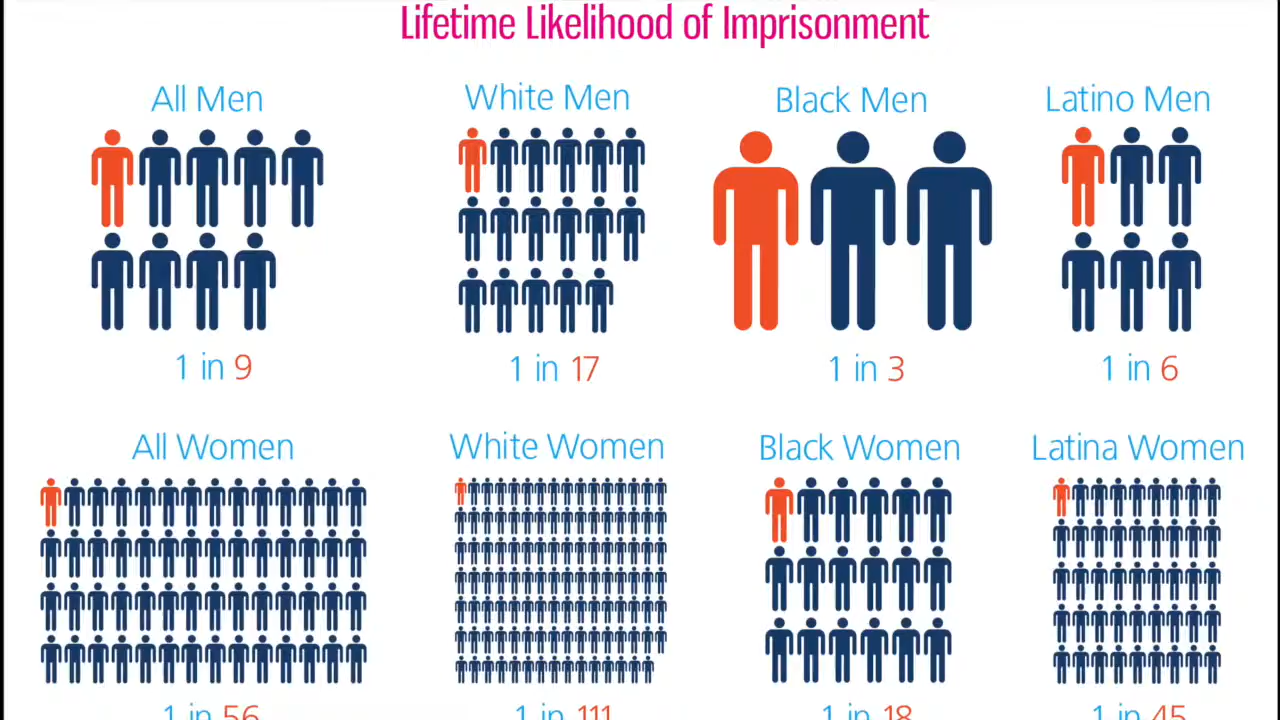 Lifetime Likelihood of Imprisonment
All Men
White Men
Black Men
Latino Men
1 in 9
1 in 17
1 in 3
1 in 6
All Women
White Women
Black Women
Latina Women
1 in 56
1 in 111
1 in 18
1 in 45